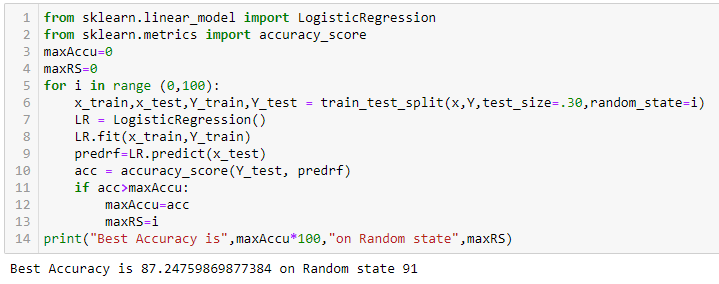 1 from sklearn.linear_model import LogisticRegression
2 from sklearn.metrics import accuracy_score
3 maxAccu=0
4 maxRS=0
5 for i in range (0,100):
6     x_train,x_test,Y_train,Y_test = train_test_split(x,Y,test_size=.30,random_state=i)
7     LR = LogisticRegression()
8     LR.fit(x_train,Y_train)
9     predrf=LR.predict(x_test)
10     acc = accuracy_score(Y_test, predrf)
11     if acc>maxAccu:
12         maxAccu=acc
13         maxRS=i
14 print("Best Accuracy is",maxAccu*100,"on Random state",maxRS)
Best Accuracy is 87.24759869877384 on Random state 91